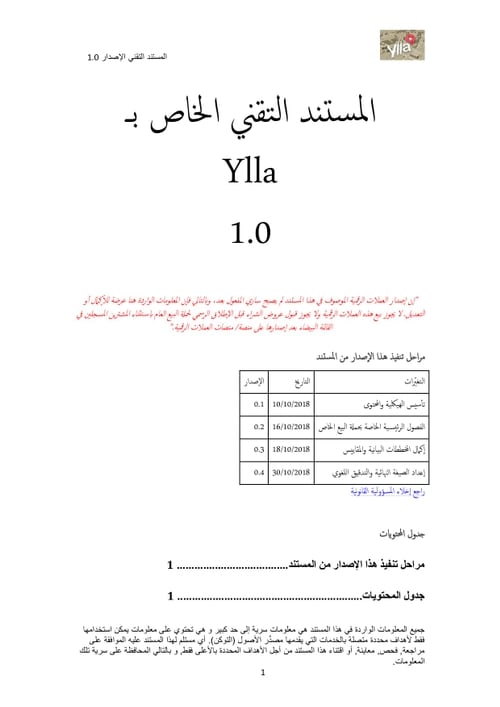 المستند التقني الإصدار 1.0
ylla
المستند التقني الخاص بـ
Ylla
1.0
"إن إصدار العملات الرقمية الموصوف في هذا المستند لم يصبح ساري المفعول بعد، وبالتالي فإن المعلومات الواردة هنا عرضة للأكمال أو
التعديل. لا يجوز بيع هذه العملات الرقمية ولا يجوز قبول عروض الشراء قبل الإطلاق الرسمي لحملة البيع العام باستثناء المشترين المسجلين في
القائمة البيضاء بعد إصدارها على منصة/ منصات العملات الرقمية."
مراحل تنفيذ هذا الإصدار من المستند
التغيّرات التاريخ الإصدار
تأسيس الهيكلية والمحتوى 10/10/2018 0.1
الفصول الرئيسية الخاصة بحملة البيع الخاص 16/10/2018 0.2
إكمال المخططات البيانية والمقاييس 18/10/2018 0.3
إعداد الصيغة النهائية والتدقيق اللغوي 30/10/2018 0.4
راجع إخلاء المسؤولية القانونية
جدول المحتويات
مراحل تنفيذ هذا الإصدار من المستند...................................... 1
جدول المحتويات............................................................... 1
جميع المعلومات الواردة في هذا المستند هي معلومات سرية إلى حد كبير و هي تحتوي على معلومات يمكن استخدامها
فقط لأهداف محددة متصلة بالخدمات التي يقدمها مصدّر الأصول (التوكن). أي مستلم لهذا المستند عليه الموافقة على
مراجعة, فحص, معاينة, أو اقتناء هذا المستند من أجل الأهداف المحددة بالأعلى فقط, و بالتالي المحافظة على سرية تلك
المعلومات.
1